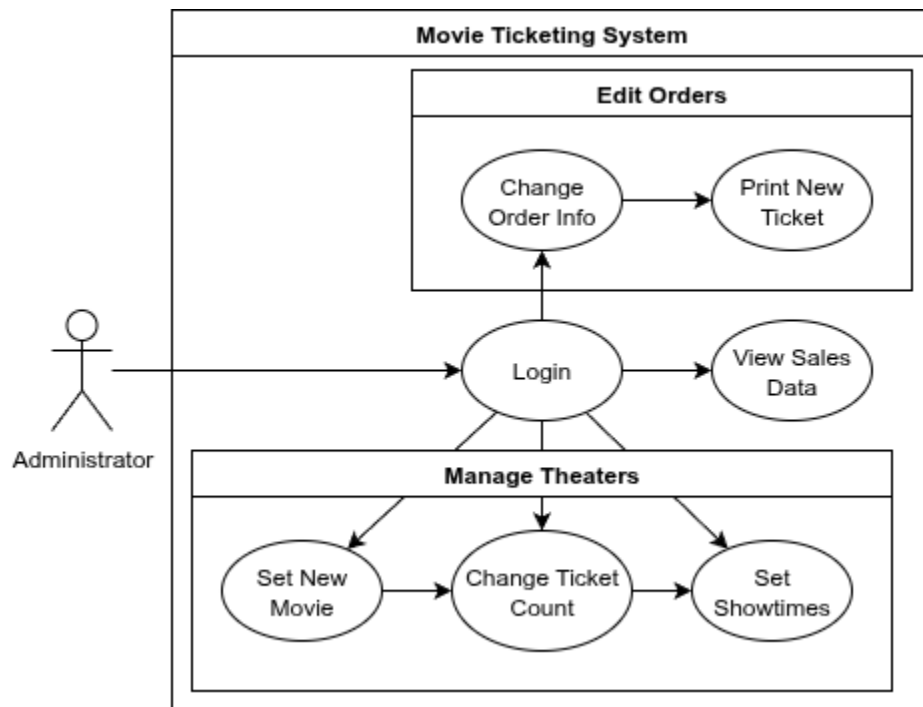 Movie Ticketing System
Edit Orders
Change
Order Info
Print New
Ticket
Login
View Sales
Data
Administrator
Manage Theaters
Set New
Movie
Change Ticket
Count
Set
Showtimes